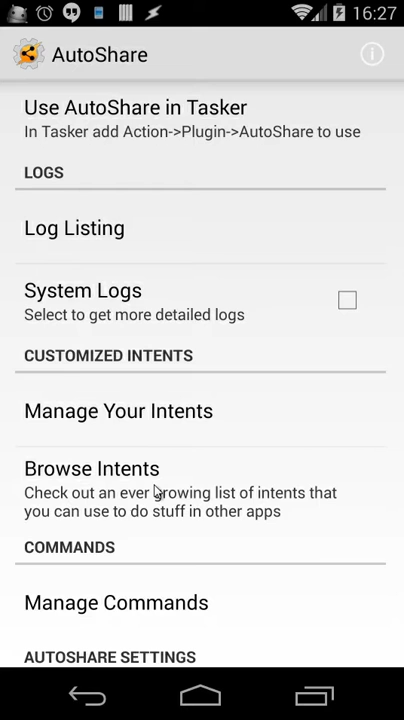 16:27
AutoShare
Use AutoShare in Tasker
In Tasker add Action->Plugin->AutoShare to use
LOGS
Log Listing
System Logs
Select to get more detailed logs
CUSTOMIZED INTENTS
Manage Your Intents
Browse Intents
Check out an ever growing list of intents that
you can use to do stuff in other apps
COMMANDS
Manage Commands
AUTOSHARE SETTINGS